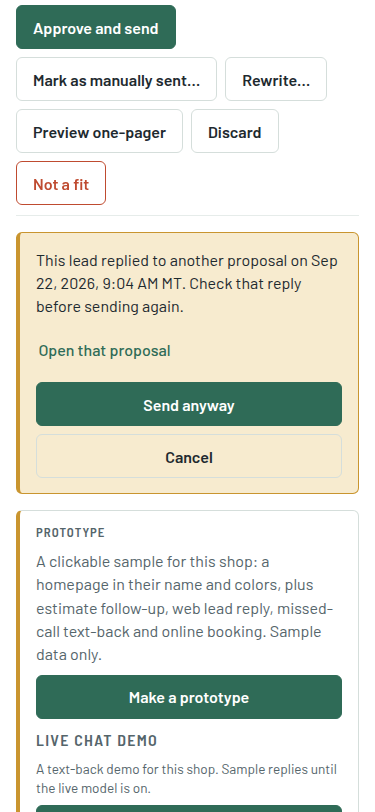 Approve and send
Mark as manually sent...
Rewrite...
Preview one-pager
Discard
Not a fit
This lead replied to another proposal on Sep
22, 2026, 9:04 AM MT. Check that reply
before sending again.
Open that proposal
Send anyway
Cancel
PROTOTYPE
A clickable sample for this shop: a
homepage in their name and colors, plus
estimate follow-up, web lead reply, missed-
call text-back and online booking. Sample
data only.
Make a prototype
LIVE CHAT DEMO
A text-back demo for this shop. Sample replies until
the live model is on.